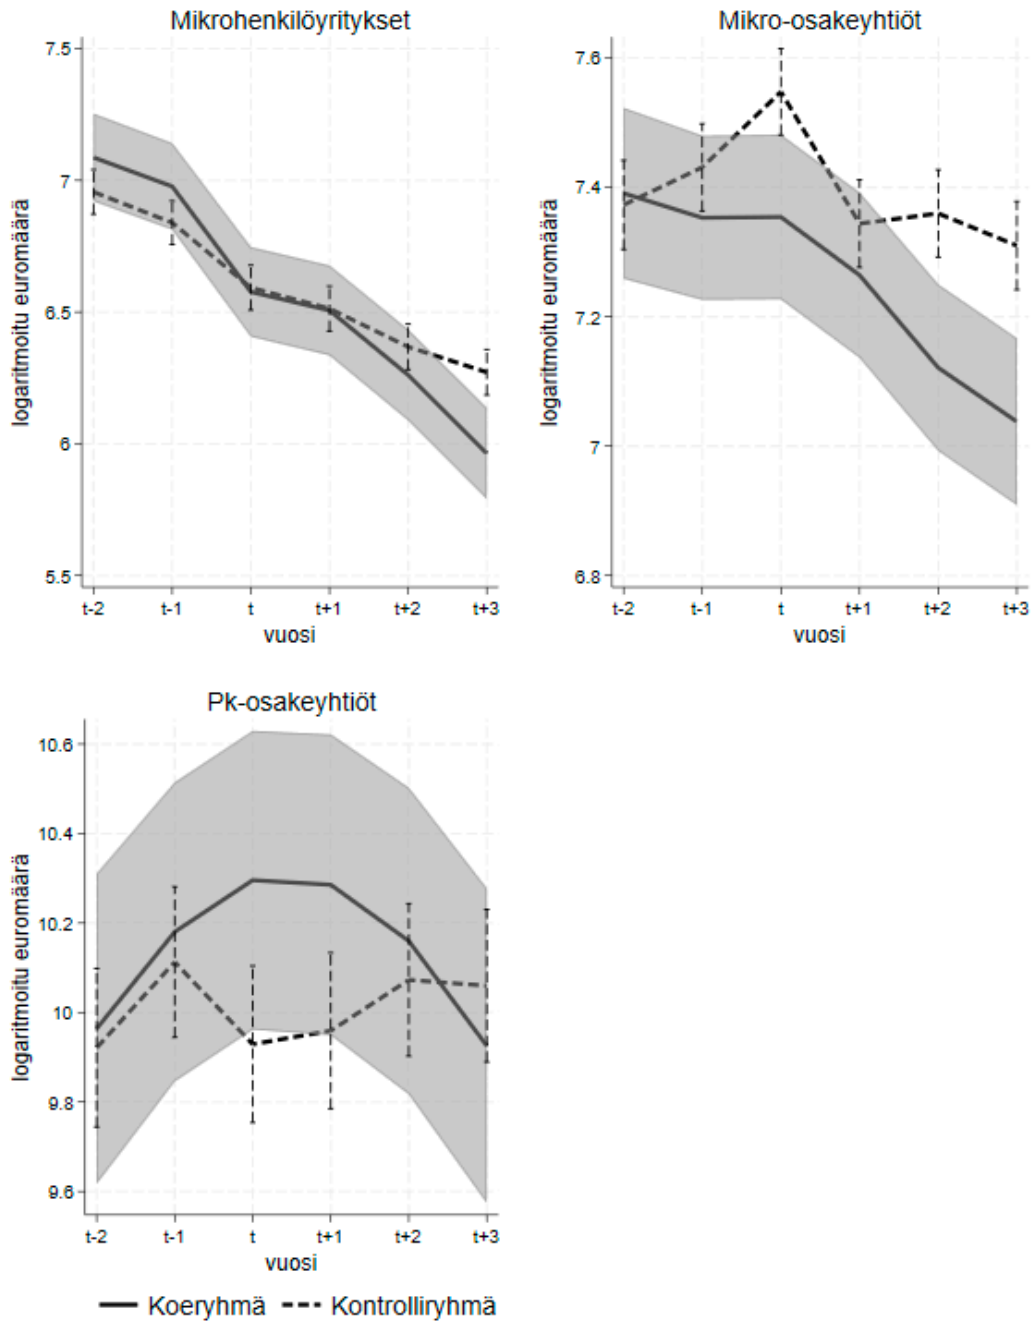 Mikrohenkilöyritykset
7.5
7
6.5
6
5.5
logaritmoitu euromäärä
t-2 t-1 t t+1 t+2 t+3
vuosi
Mikro-osakeyhtiöt
7.6
7.4
7.2
7
6.8
logaritmoitu euromäärä
t-2 t-1 t t+1 t+2 t+3
vuosi
Pk-osakeyhtiöt
10.6
10.4
10.2
10
9.8
9.6
logaritmoitu euromäärä
t-2 t-1 t t+1 t+2 t+3
vuosi
Koeryhmä Kontrolliryhmä